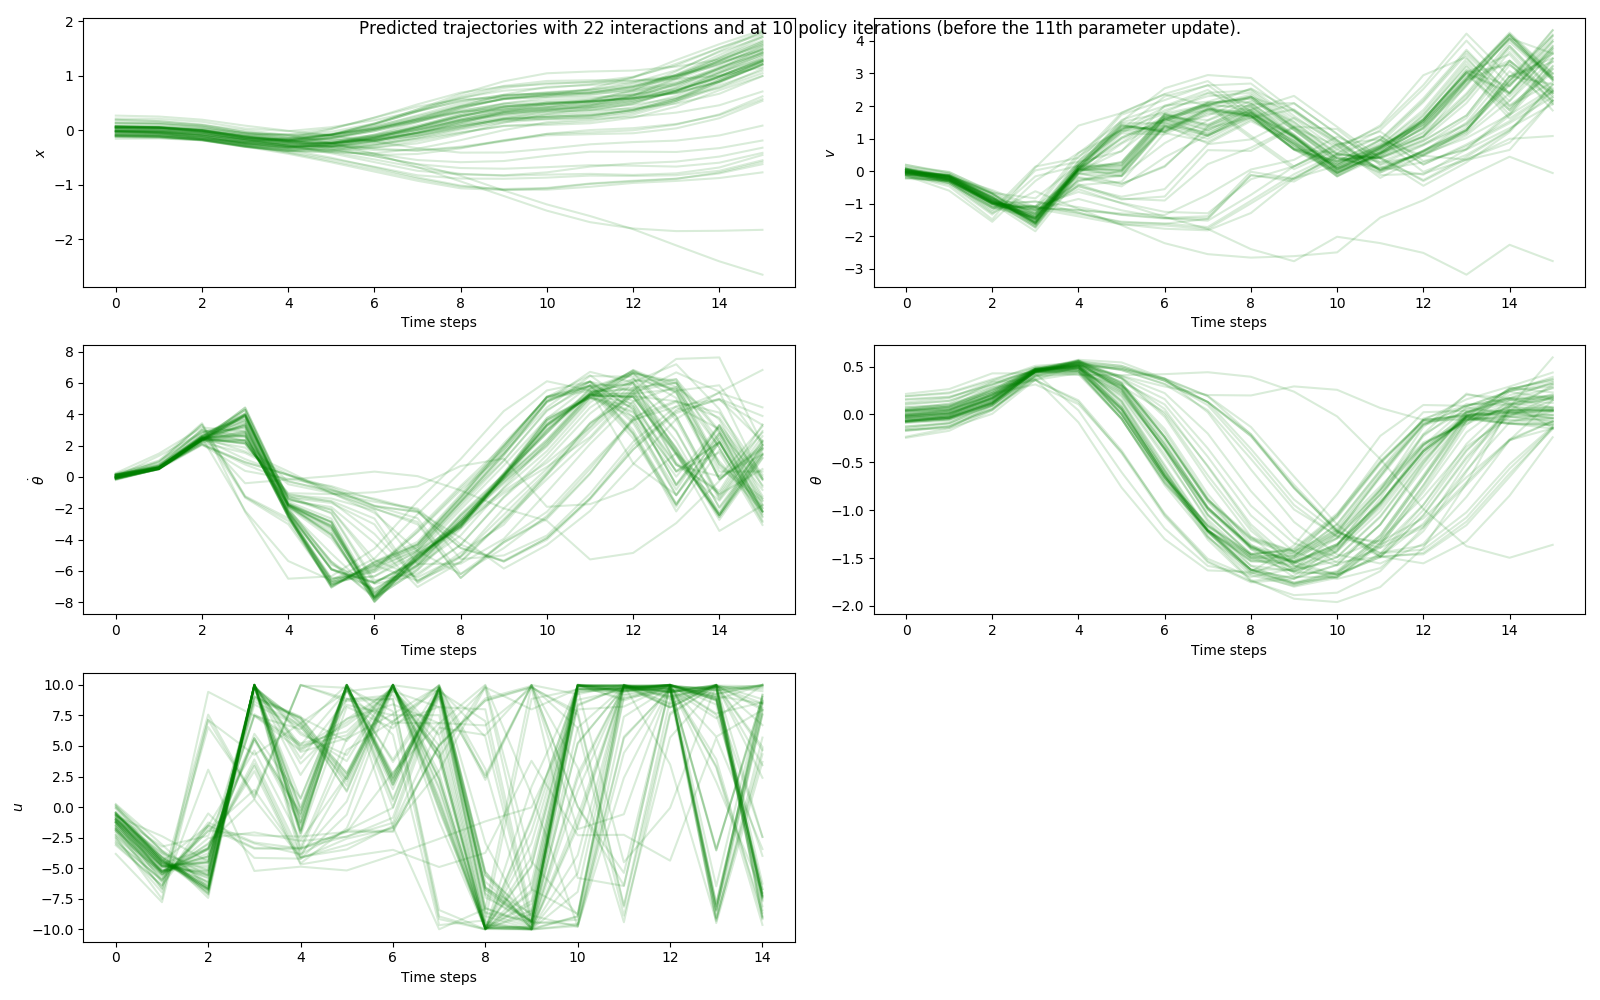 Predicted trajectories with 22 interactions and at 10 policy iterations (before the 11th parameter update).
2
1
0
−1
−2
x
0 2 4 6 8 10 12 14
Time steps
4
3
2
1
0
−1
−2
−3
v
0 2 4 6 8 10 12 14
Time steps
8
6
4
2
0
−2
−4
−6
−8
θ̇
0 2 4 6 8 10 12 14
Time steps
0.5
0.0
−0.5
−1.0
−1.5
−2.0
θ
0 2 4 6 8 10 12 14
Time steps
10.0
7.5
5.0
2.5
0.0
−2.5
−5.0
−7.5
−10.0
u
0 2 4 6 8 10 12 14
Time steps